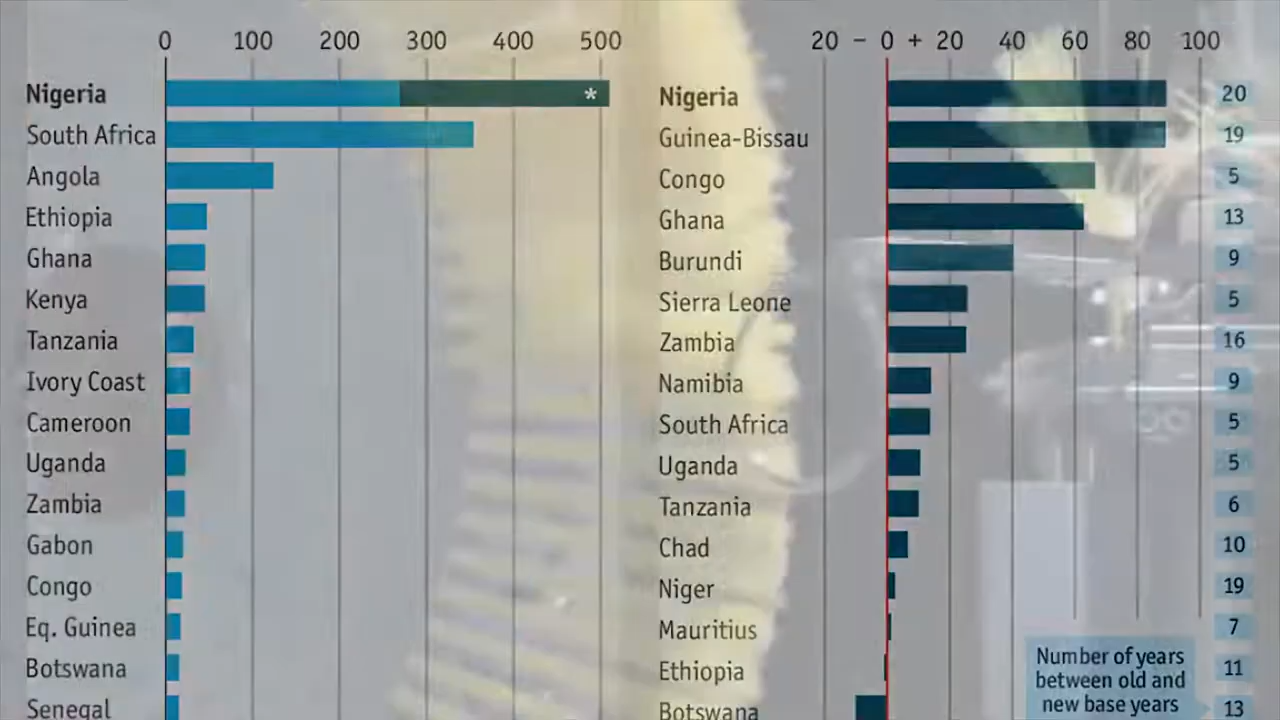 0 100 200 300 400 500
Nigeria *
South Africa
Angola
Ethiopia
Ghana
Kenya
Tanzania
Ivory Coast
Cameroon
Uganda
Zambia
Gabon
Congo
Eq. Guinea
Botswana
Senegal
20 – 0 + 20 40 60 80 100
Nigeria 20
Guinea-Bissau 19
Congo 5
Ghana 13
Burundi 9
Sierra Leone 5
Zambia 16
Namibia 9
South Africa 5
Uganda 5
Tanzania 6
Chad 10
Niger 19
Mauritius 7
Ethiopia 11
Botswana 13
Number of years
between old and
new base years